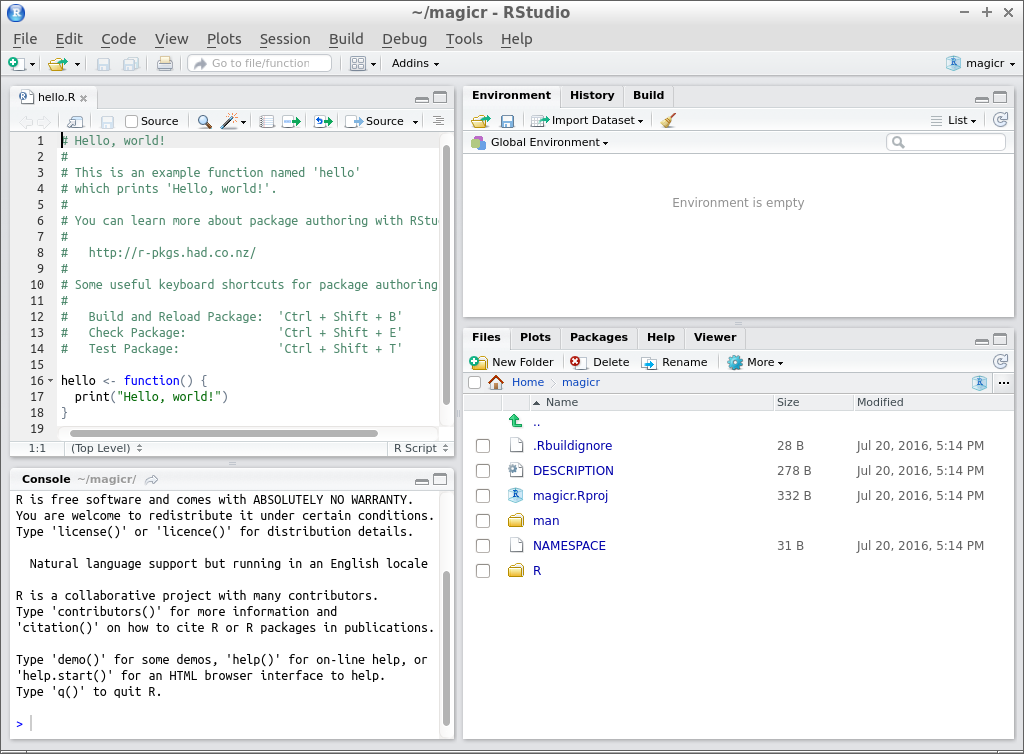 ~/magicr - RStudio
File Edit Code View Plots Session Build Debug Tools Help
Go to file/function Addins magicr
hello.R
Source Source
1 # Hello, world!
2 #
3 # This is an example function named 'hello'
4 # which prints 'Hello, world!'.
5 #
6 # You can learn more about package authoring with RStu
7 #
8 #   http://r-pkgs.had.co.nz/
9 #
10 # Some useful keyboard shortcuts for package authoring
11 #
12 #   Build and Reload Package:  'Ctrl + Shift + B'
13 #   Check Package:             'Ctrl + Shift + E'
14 #   Test Package:              'Ctrl + Shift + T'
15
16 hello <- function() {
17   print("Hello, world!")
18 }
19
1:1 (Top Level) R Script
Console ~/magicr/
R is free software and comes with ABSOLUTELY NO WARRANTY.
You are welcome to redistribute it under certain conditions.
Type 'license()' or 'licence()' for distribution details.
  Natural language support but running in an English locale
R is a collaborative project with many contributors.
Type 'contributors()' for more information and
'citation()' on how to cite R or R packages in publications.
Type 'demo()' for some demos, 'help()' for on-line help, or
'help.start()' for an HTML browser interface to help.
Type 'q()' to quit R.
>
Environment History Build
Import Dataset List
Global Environment
Environment is empty
Files Plots Packages Help Viewer
New Folder Delete Rename More
Home magicr ...
Name Size Modified
..
.Rbuildignore 28 B Jul 20, 2016, 5:14 PM
DESCRIPTION 278 B Jul 20, 2016, 5:14 PM
magicr.Rproj 332 B Jul 20, 2016, 5:14 PM
man
NAMESPACE 31 B Jul 20, 2016, 5:14 PM
R